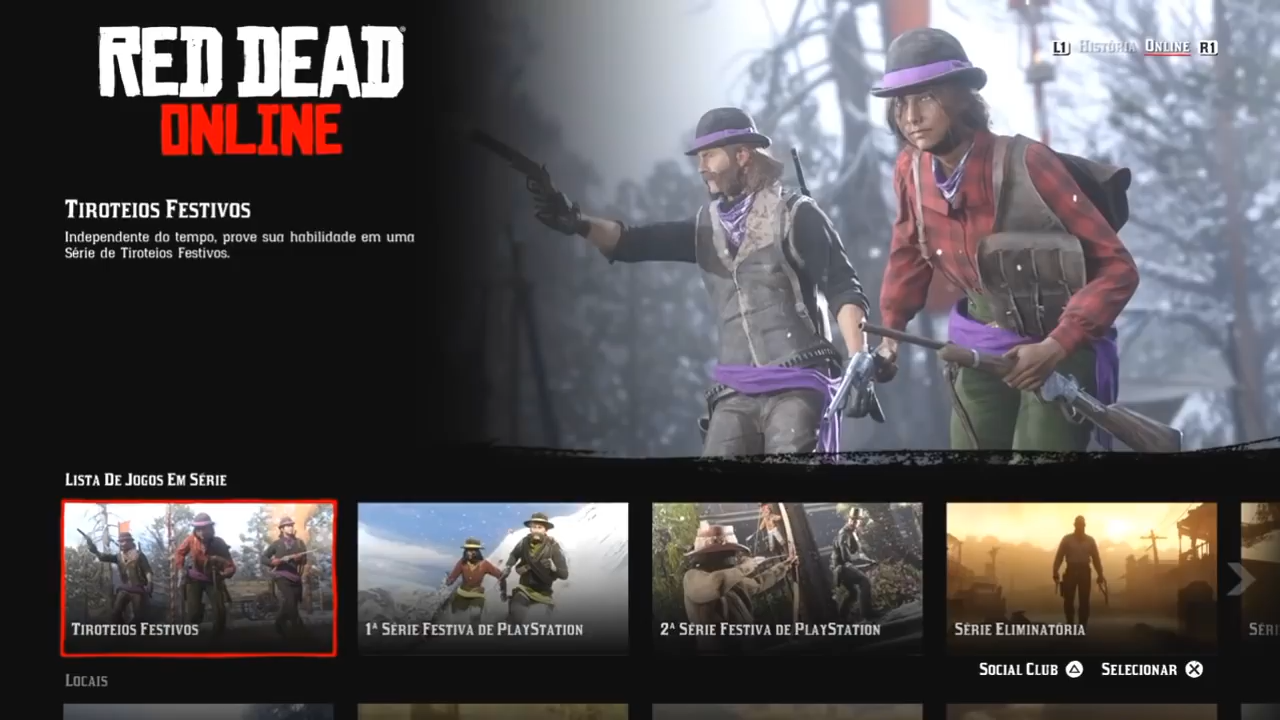 RED DEAD
ONLINE
L1 HISTÓRIA ONLINE R1
TIROTEIOS FESTIVOS
Independente do tempo, prove sua habilidade em uma
Série de Tiroteios Festivos.
LISTA DE JOGOS EM SÉRIE
TIROTEIOS FESTIVOS
1ª SÉRIE FESTIVA DE PLAYSTATION
2ª SÉRIE FESTIVA DE PLAYSTATION
SÉRIE ELIMINATÓRIA
SOCIAL CLUB SELECIONAR
LOCAIS